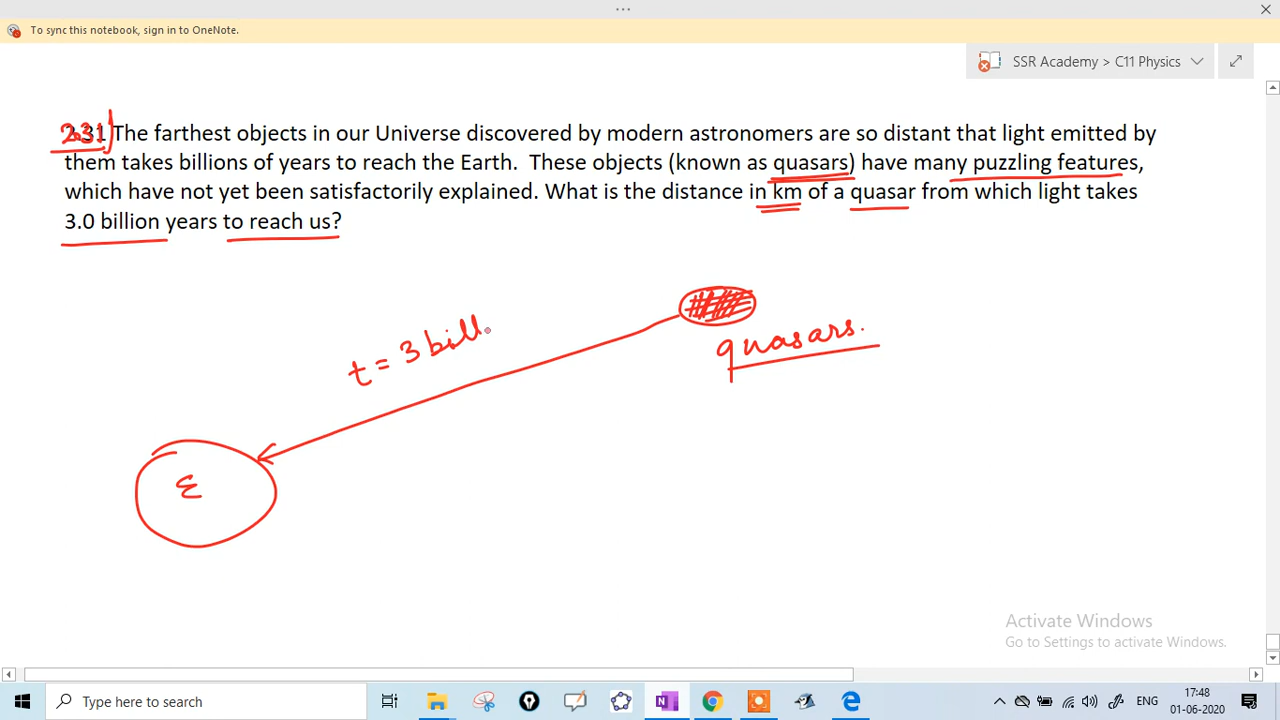 To sync this notebook, sign in to OneNote.
SSR Academy > C11 Physics
2.31) The farthest objects in our Universe discovered by modern astronomers are so distant that light emitted by
them takes billions of years to reach the Earth. These objects (known as quasars) have many puzzling features,
which have not yet been satisfactorily explained. What is the distance in km of a quasar from which light takes
3.0 billion years to reach us?
t = 3 bill
quasars.
E
Activate Windows
Go to Settings to activate Windows.
Type here to search
ENG
17:48
01-06-2020